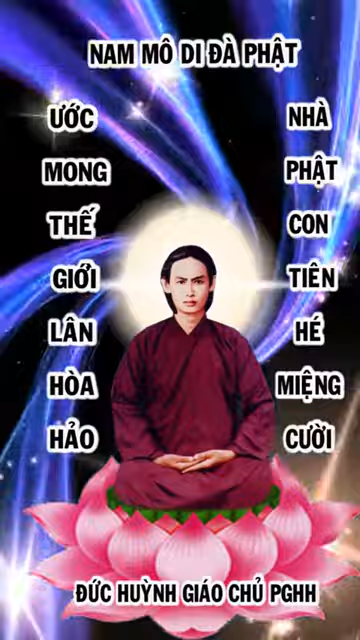 NAM MÔ DI ĐÀ PHẬT
ƯỚC
MONG
THẾ
GIỚI
LÂN
HÒA
HẢO
NHÀ
PHẬT
CON
TIÊN
HÉ
MIỆNG
CƯỜI
ĐỨC HUỲNH GIÁO CHỦ PGHH